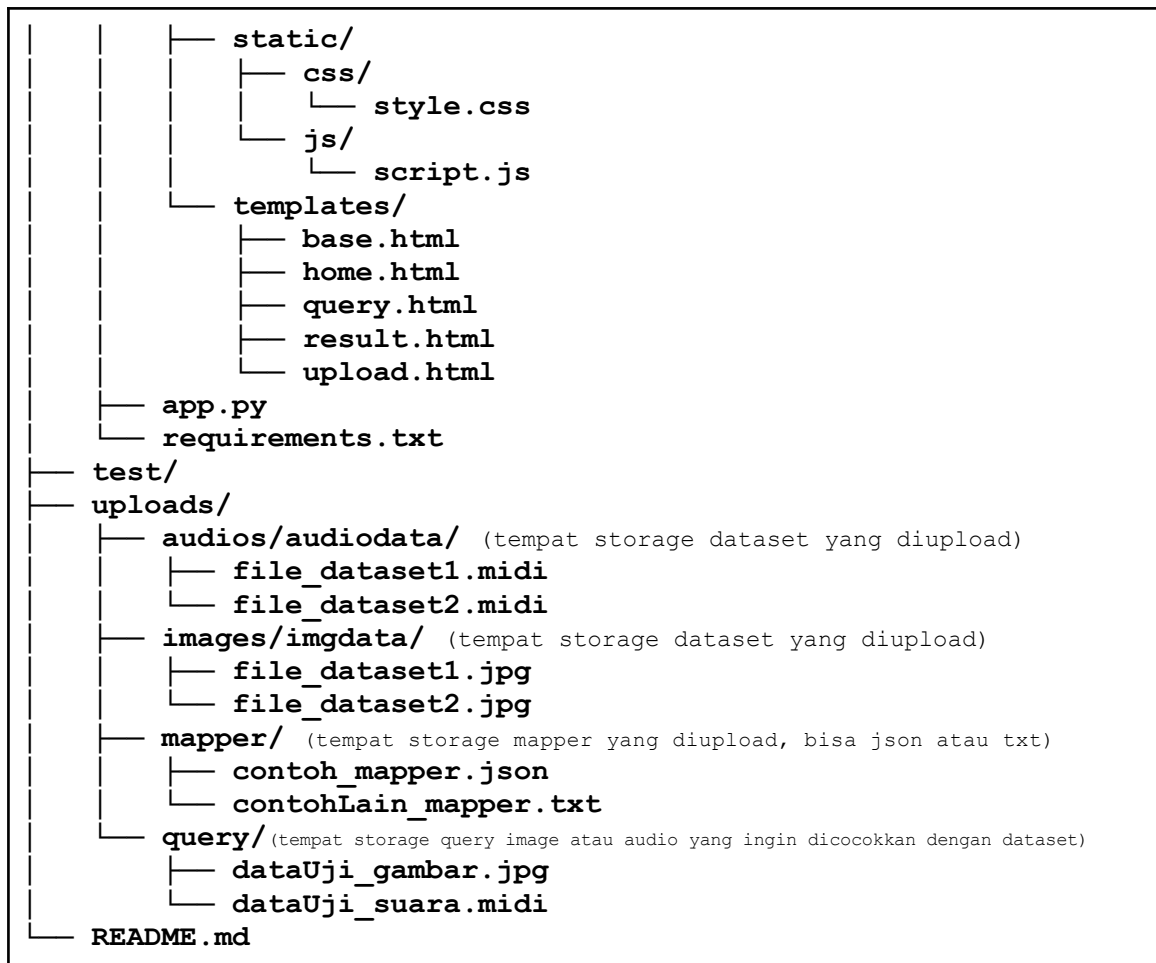 │   │   ├── static/
│   │   │   ├── css/
│   │   │   │   └── style.css
│   │   │   └── js/
│   │   │       └── script.js
│   │   └── templates/
│   │       ├── base.html
│   │       ├── home.html
│   │       ├── query.html
│   │       ├── result.html
│   │       └── upload.html
│   ├── app.py
│   └── requirements.txt
├── test/
├── uploads/
│   ├── audios/audiodata/ (tempat storage dataset yang diupload)
│   │   ├── file_dataset1.midi
│   │   └── file_dataset2.midi
│   ├── images/imgdata/ (tempat storage dataset yang diupload)
│   │   ├── file_dataset1.jpg
│   │   └── file_dataset2.jpg
│   ├── mapper/ (tempat storage mapper yang diupload, bisa json atau txt)
│   │   ├── contoh_mapper.json
│   │   └── contohLain_mapper.txt
│   └── query/(tempat storage query image atau audio yang ingin dicocokkan dengan dataset)
│       ├── dataUji_gambar.jpg
│       └── dataUji_suara.midi
└── README.md